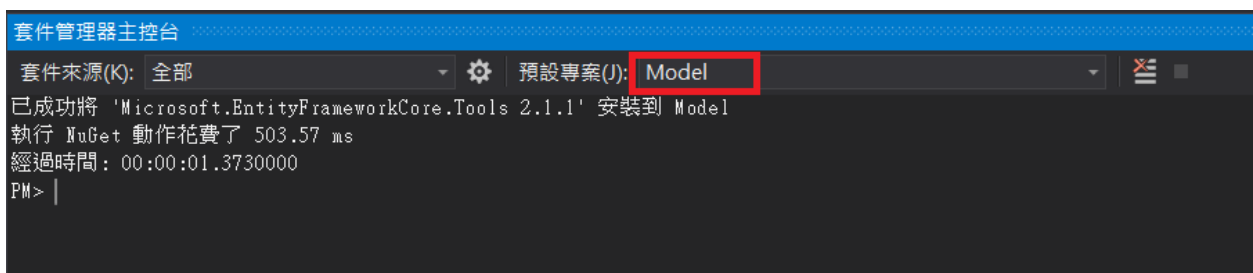 套件管理器主控台
套件來源(K): 全部 預設專案(J): Model
已成功將 'Microsoft.EntityFrameworkCore.Tools 2.1.1' 安裝到 Model
執行 NuGet 動作花費了 503.57 ms
經過時間: 00:00:01.3730000
PM>